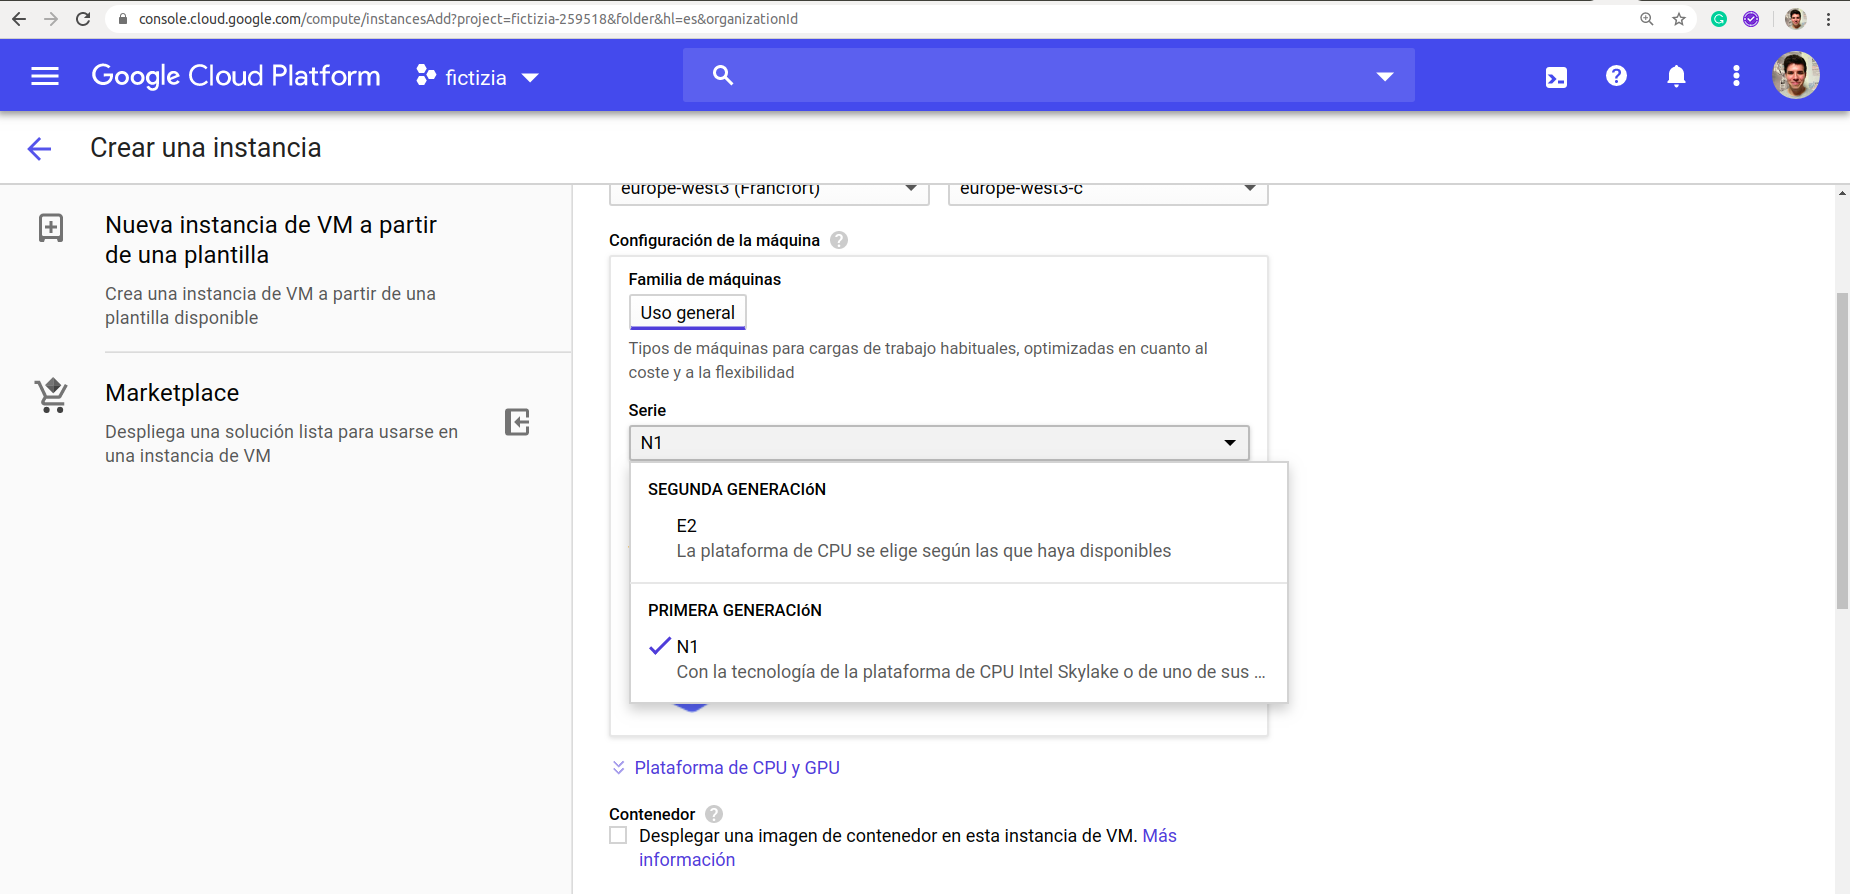 console.cloud.google.com/compute/instancesAdd?project=fictizia-259518&folder&hl=es&organizationId
Google Cloud Platform
fictizia
Crear una instancia
Nueva instancia de VM a partir
de una plantilla
Crea una instancia de VM a partir de una
plantilla disponible
Marketplace
Despliega una solución lista para usarse en
una instancia de VM
europe-west3 (Francfort)
europe-west3-c
Configuración de la máquina
Familia de máquinas
Uso general
Tipos de máquinas para cargas de trabajo habituales, optimizadas en cuanto al
coste y a la flexibilidad
Serie
N1
SEGUNDA GENERACIóN
E2
La plataforma de CPU se elige según las que haya disponibles
PRIMERA GENERACIóN
N1
Con la tecnología de la plataforma de CPU Intel Skylake o de uno de sus ...
Plataforma de CPU y GPU
Contenedor
Desplegar una imagen de contenedor en esta instancia de VM. Más
información